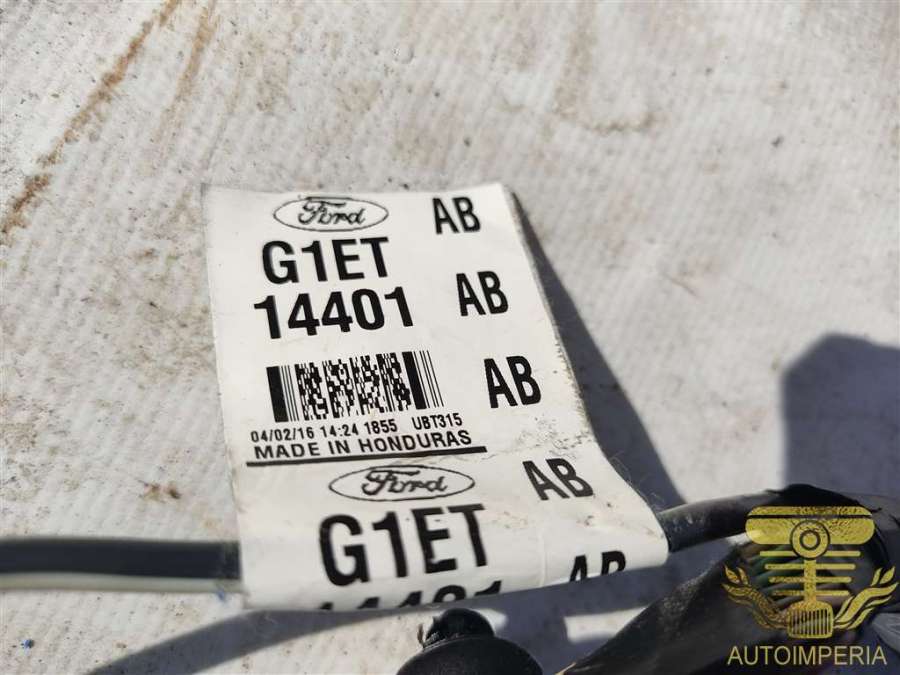 Ford AB
G1ET
14401 AB
AB
04/02/16 14:24 1855 UBT315
MADE IN HONDURAS
Ford AB
G1ET
14401 AB
AUTOIMPERIA